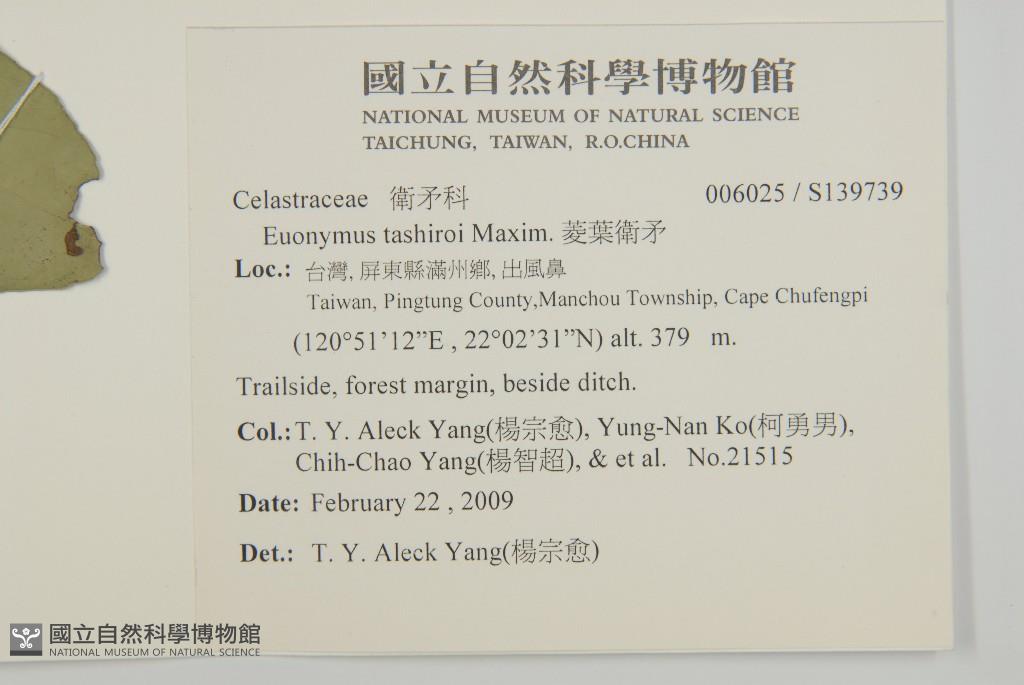 國立自然科學博物館
NATIONAL MUSEUM OF NATURAL SCIENCE
TAICHUNG, TAIWAN, R.O.CHINA
Celastraceae 衛矛科 006025 / S139739
Euonymus tashiroi Maxim. 菱葉衛矛
Loc.: 台灣, 屏東縣滿州鄉, 出風鼻
Taiwan, Pingtung County,Manchou Township, Cape Chufengpi
(120°51’12”E , 22°02’31”N) alt. 379 m.
Trailside, forest margin, beside ditch.
Col.: T. Y. Aleck Yang(楊宗愈), Yung-Nan Ko(柯勇男),
Chih-Chao Yang(楊智超), & et al. No.21515
Date: February 22 , 2009
Det.: T. Y. Aleck Yang(楊宗愈)
國立自然科學博物館
NATIONAL MUSEUM OF NATURAL SCIENCE